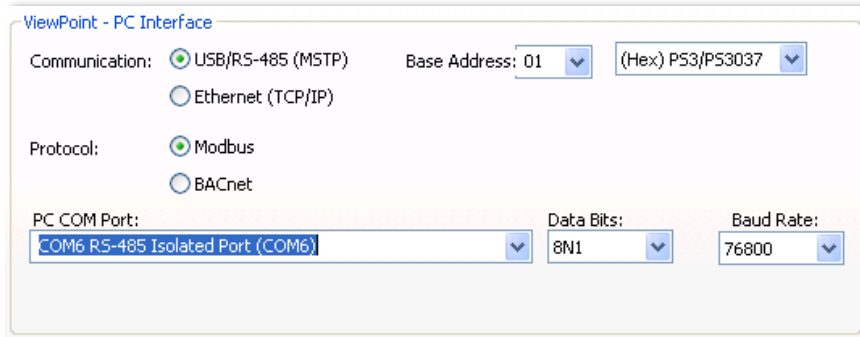 ViewPoint - PC Interface
Communication: USB/RS-485 (MSTP) Base Address: 01 (Hex) PS3/PS3037
Ethernet (TCP/IP)
Protocol: Modbus
BACnet
PC COM Port: Data Bits: Baud Rate:
COM6 RS-485 Isolated Port (COM6) 8N1 76800